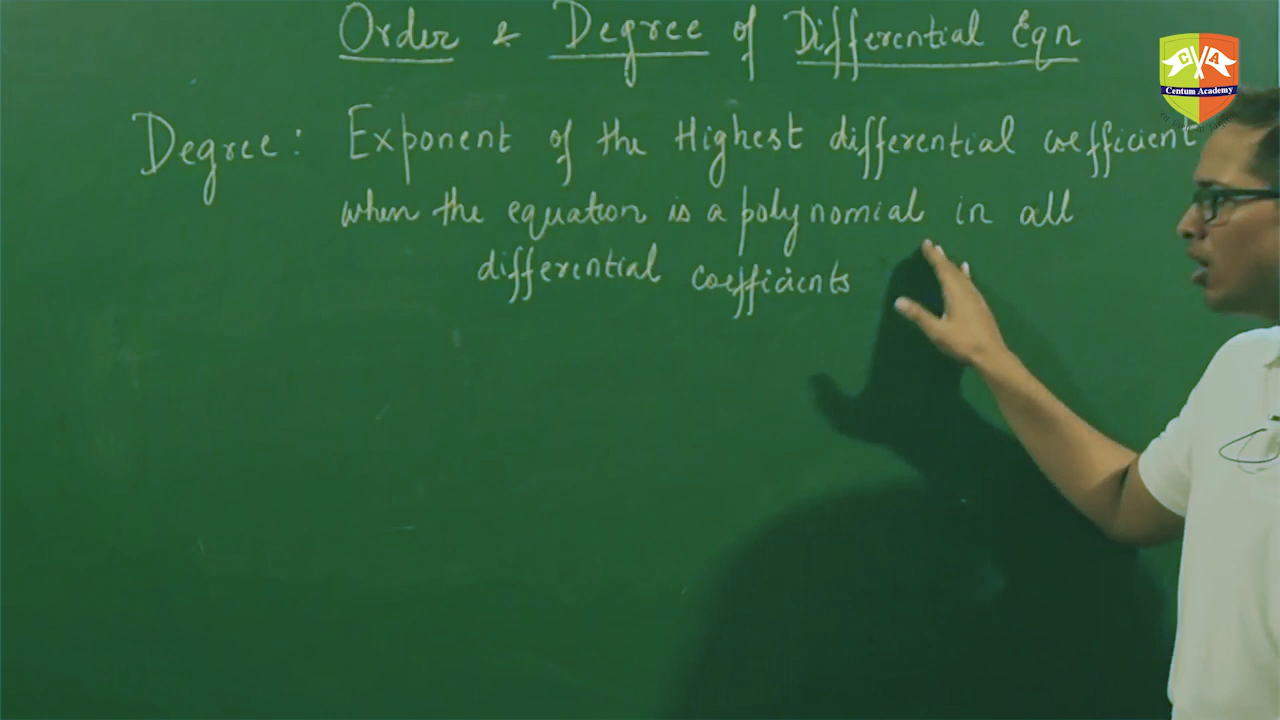 Order & Degree of Differential Eqn
Degree: Exponent of the Highest differential coefficient
when the equation is a polynomial in all
differential coefficients
C A
Centum Academy